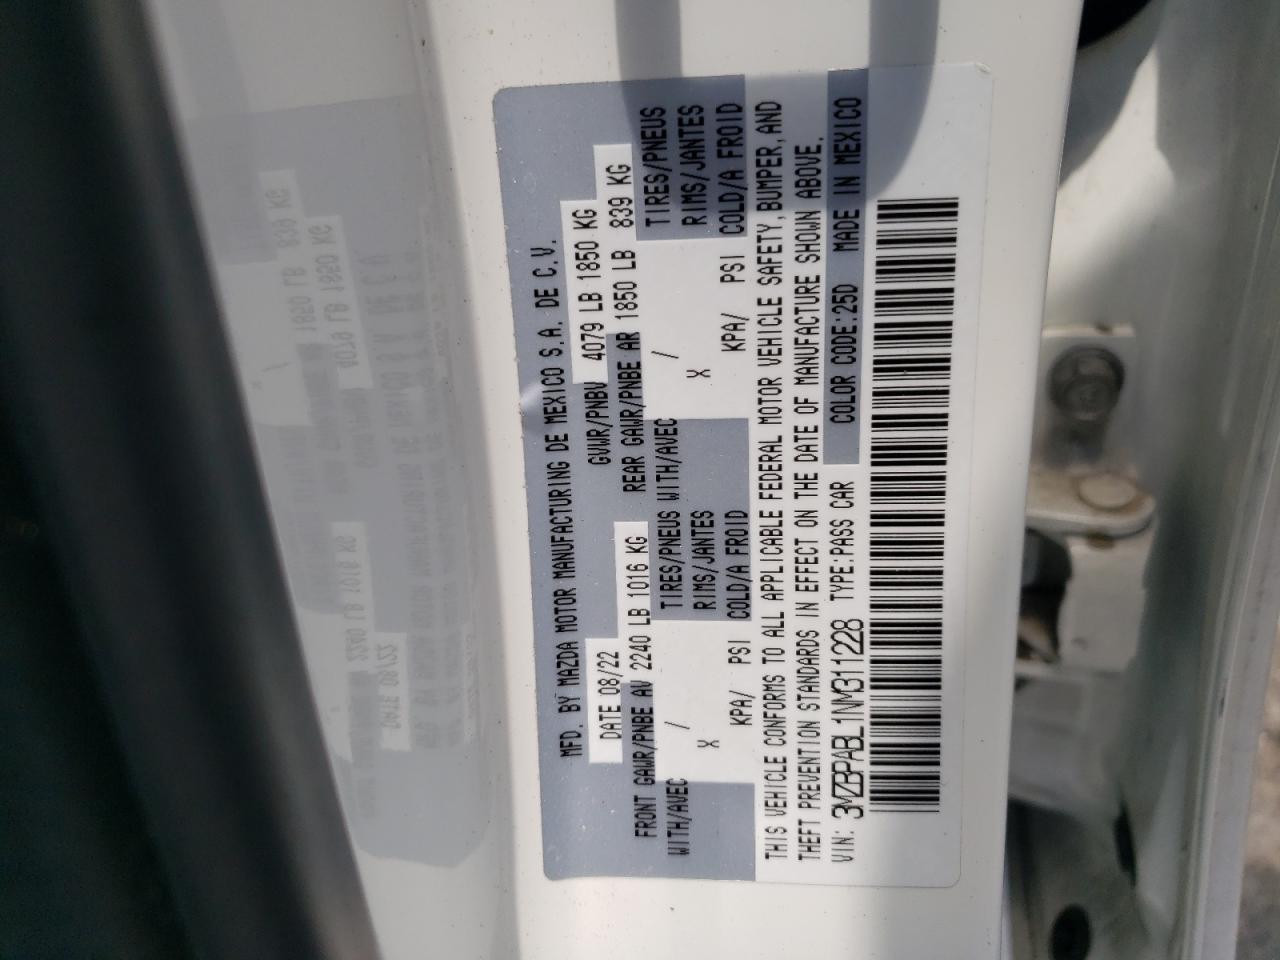 MFD. BY MAZDA MOTOR MANUFACTURING DE MEXICO S.A. DE C.V.
DATE 08/22 GVWR/PNBV 4079 LB 1850 KG
FRONT GAWR/PNBE AV 2240 LB 1016 KG REAR GAWR/PNBE AR 1850 LB 839 KG
WITH/AVEC / TIRES/PNEUS WITH/AVEC / TIRES/PNEUS
X RIMS/JANTES X RIMS/JANTES
KPA/ PSI COLD/A FROID KPA/ PSI COLD/A FROID
THIS VEHICLE CONFORMS TO ALL APPLICABLE FEDERAL MOTOR VEHICLE SAFETY, BUMPER, AND
THEFT PREVENTION STANDARDS IN EFFECT ON THE DATE OF MANUFACTURE SHOWN ABOVE.
VIN: 3MZBPABL1NM311228 TYPE:PASS CAR COLOR CODE:25D MADE IN MEXICO